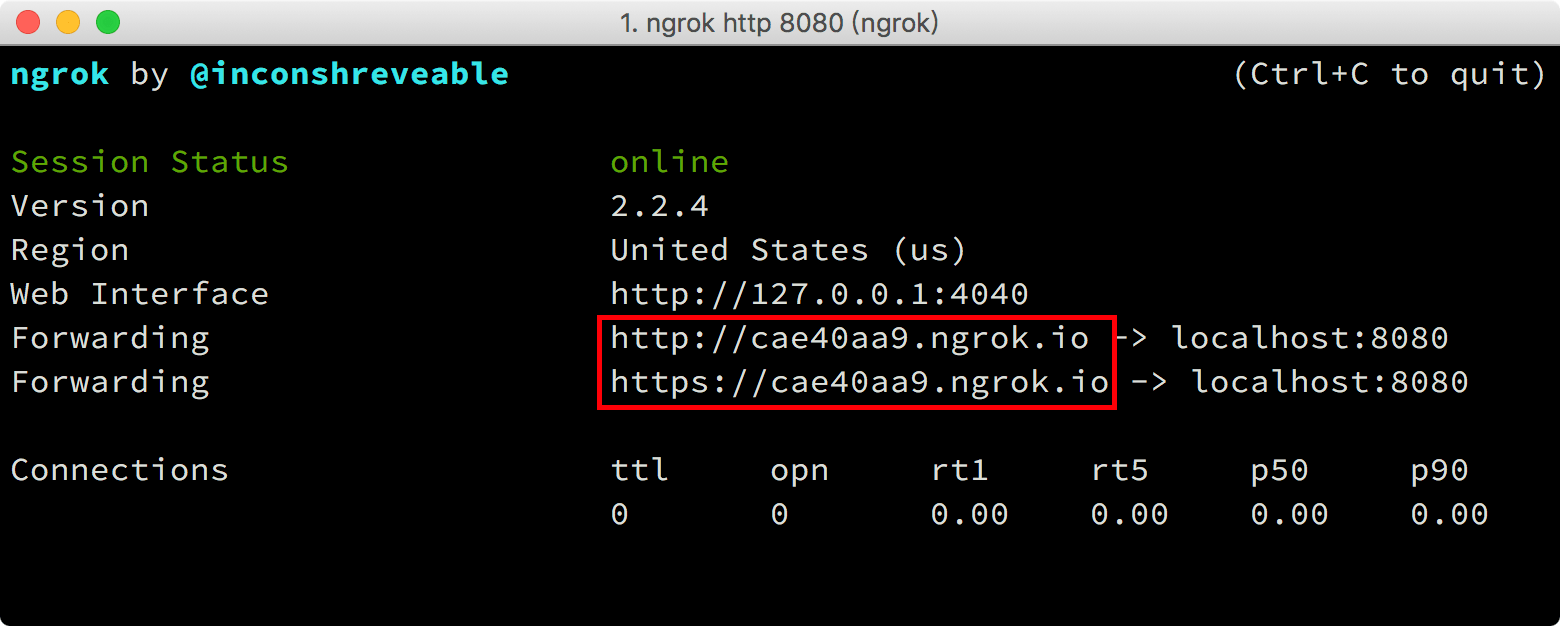 1. ngrok http 8080 (ngrok)
ngrok by @inconshreveable (Ctrl+C to quit)
Session Status online
Version 2.2.4
Region United States (us)
Web Interface http://127.0.0.1:4040
Forwarding http://cae40aa9.ngrok.io -> localhost:8080
Forwarding https://cae40aa9.ngrok.io -> localhost:8080
Connections ttl opn rt1 rt5 p50 p90
0 0 0.00 0.00 0.00 0.00